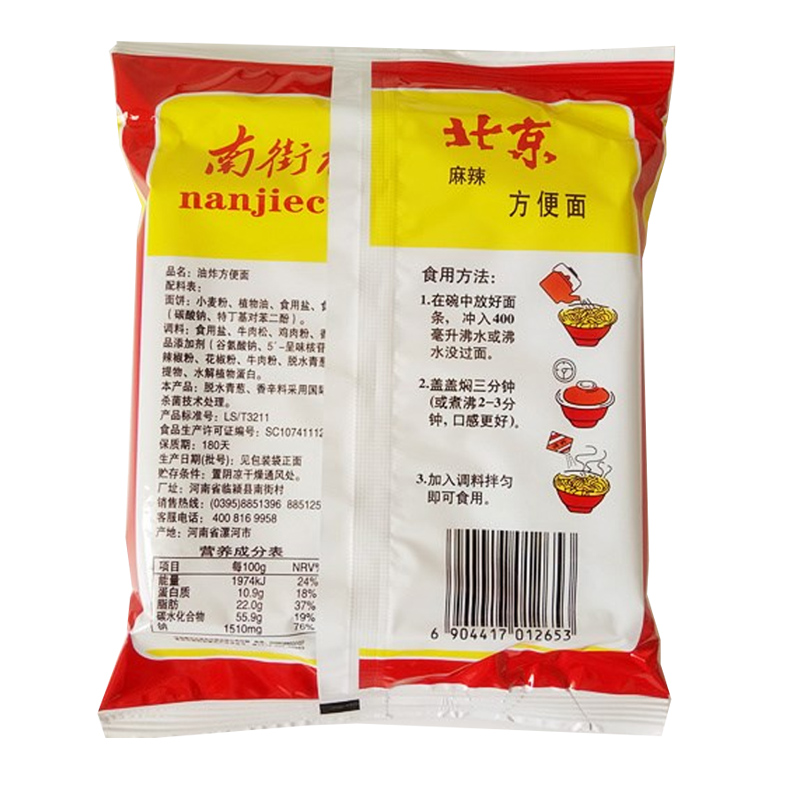 南街
nanjiec
品名：油炸方便面
配料表：
面饼：小麦粉、植物油、食用盐、食
（碳酸钠、特丁基对苯二酚）。
调料：食用盐、牛肉松、鸡肉粉、香
品添加剂（谷氨酸钠、5´-呈味核苷
辣椒粉、花椒粉、牛肉粉、脱水青葱
提物、水解植物蛋白。
本产品：脱水青葱、香辛料采用国
杀菌技术处理。
产品标准号：LS/T3211
食品生产许可证编号：SC10741112
保质期：180天
生产日期(批号)：见包装袋正面
贮存条件：置阴凉干燥通风处。
厂址：河南省临颍县南街村
销售热线：(0395)8851396 885125
客服电话：400 816 9958
产地：河南省漯河市
营养成分表
项目 每100g NRV%
能量 1974kJ 24%
蛋白质 10.9g 18%
脂肪 22.0g 37%
碳水化合物 55.9g 19%
钠 1510mg 76%
北京
麻辣
方便面
食用方法：
1.在碗中放好面
条，冲入400
毫升沸水或沸
水没过面。
2.盖盖焖三分钟
(或煮沸2-3分
钟，口感更好)。
3.加入调料拌匀
即可食用。
6 904417 012653